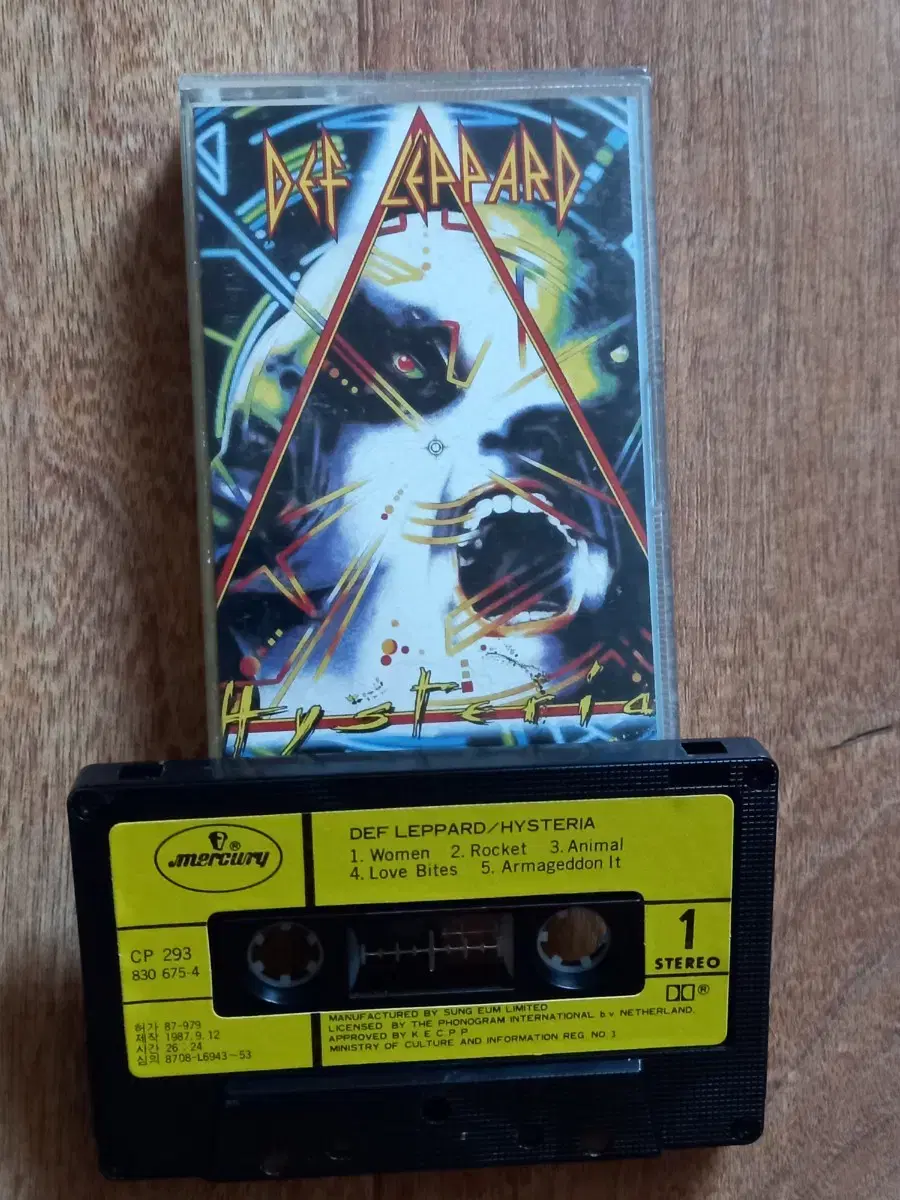 DEF LEPPARD
Hysteria
mercury ®
DEF LEPPARD/HYSTERIA
1. Women 2. Rocket 3. Animal
4. Love Bites 5. Armageddon It
CP 293
830 675-4
1
STEREO
®
허가 87-979
제작 1987.9.12
시간 26:24
심의 8708-L6943~53
MANUFACTURED BY SUNG EUM LIMITED
LICENSED BY THE PHONOGRAM INTERNATIONAL b.v. NETHERLAND.
APPROVED BY K.E.C.P.P
MINISTRY OF CULTURE AND INFORMATION REG NO 1